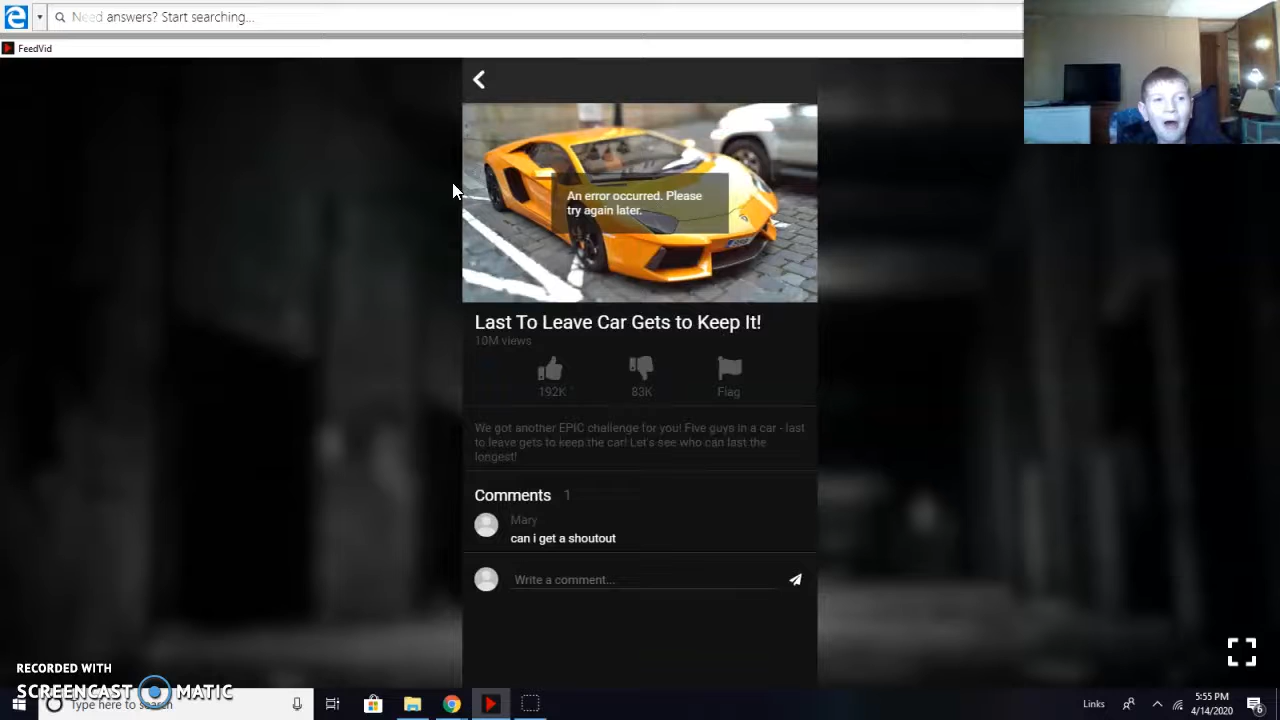 Need answers? Start searching...
FeedVid
An error occurred. Please
try again later.
Last To Leave Car Gets to Keep It!
10M views
192K
83K
Flag
We got another EPIC challenge for you! Five guys in a car - last
to leave gets to keep the car! Let's see who can last the
longest!
Comments 1
Mary
can i get a shoutout
Write a comment...
RECORDED WITH
SCREENCAST MATIC
Type here to search
Links
5:55 PM
4/14/2020
6